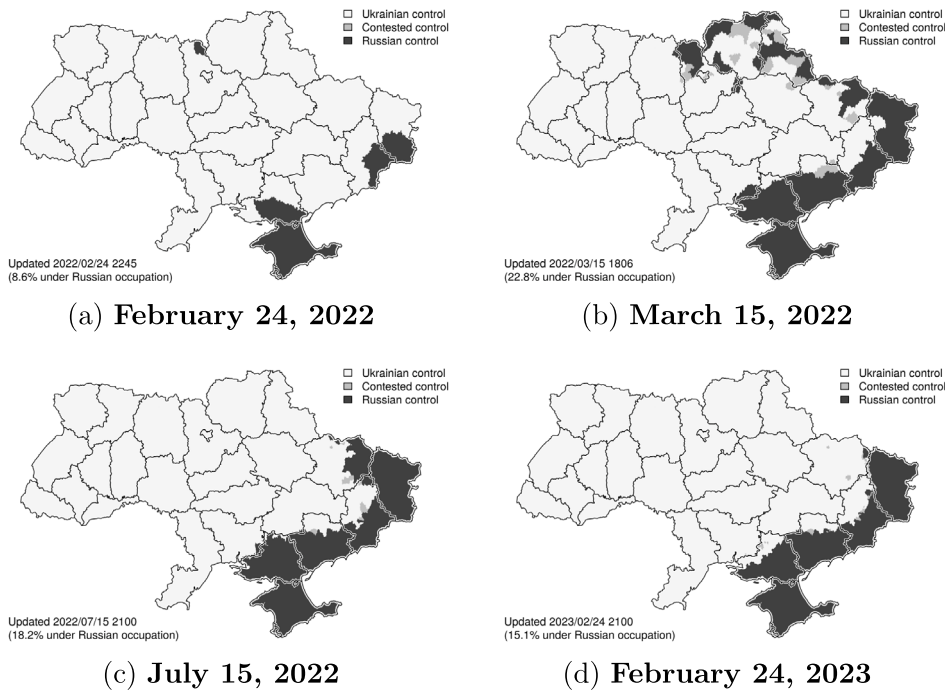 Ukrainian control
Contested control
Russian control
Updated 2022/02/24 2245
(8.6% under Russian occupation)
(a) February 24, 2022
Ukrainian control
Contested control
Russian control
Updated 2022/03/15 1806
(22.8% under Russian occupation)
(b) March 15, 2022
Ukrainian control
Contested control
Russian control
Updated 2022/07/15 2100
(18.2% under Russian occupation)
(c) July 15, 2022
Ukrainian control
Contested control
Russian control
Updated 2023/02/24 2100
(15.1% under Russian occupation)
(d) February 24, 2023